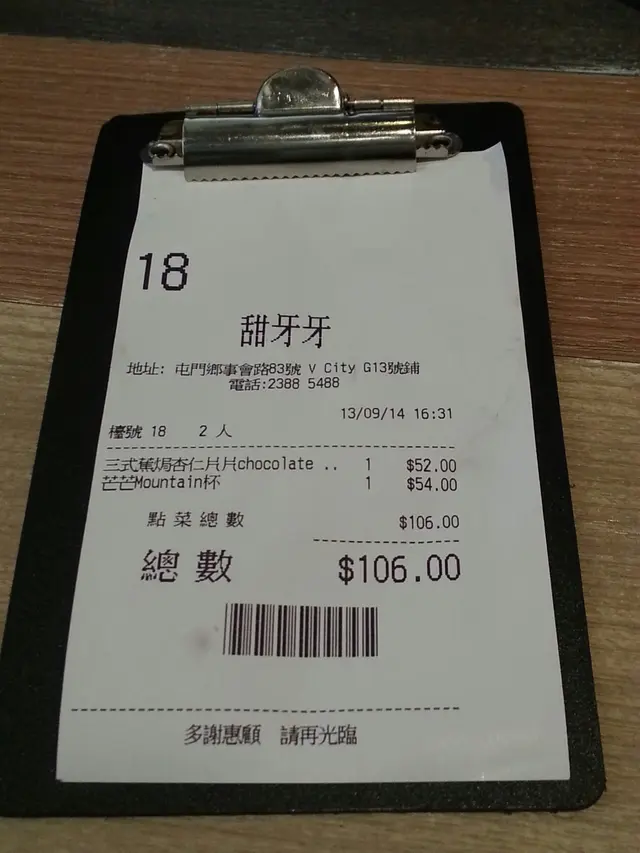 18
甜牙牙
地址: 屯門鄉事會路83號 V City G13號鋪
電話:2388 5488
13/09/14 16:31
檯號 18 2 人
三式蕉焗杏仁片片chocolate .. 1 $52.00
芒芒Mountain杯 1 $54.00
點菜總數 $106.00
總數 $106.00
多謝惠顧 請再光臨